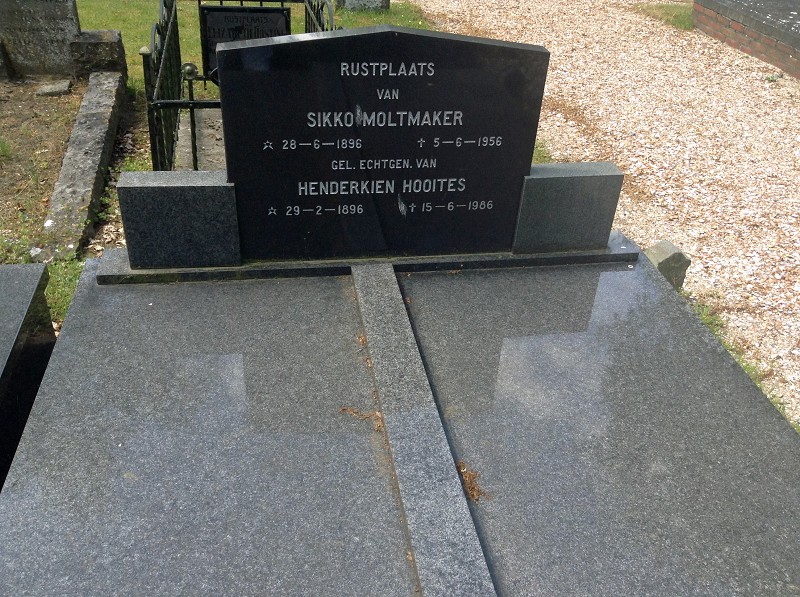 RUSTPLAATS
VAN
SIKKO MOLTMAKER
☆ 28-6-1896 † 5-6-1956
GEL. ECHTGEN. VAN
HENDERKIEN HOOITES
☆ 29-2-1896 † 15-6-1986
RUSTPLAATS